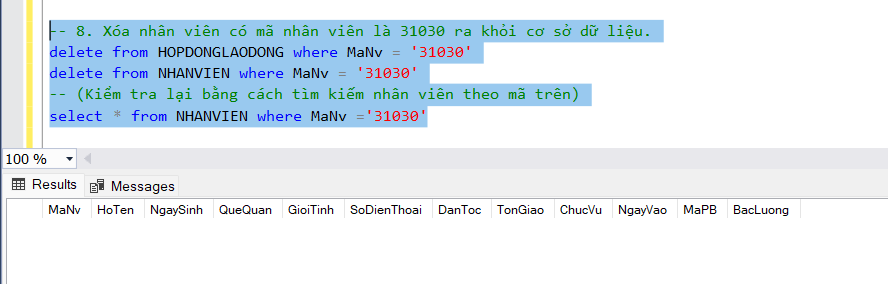 -- 8. Xóa nhân viên có mã nhân viên là 31030 ra khỏi cơ sở dữ liệu.
delete from HOPDONGLAODONG where MaNv = '31030'
delete from NHANVIEN where MaNv = '31030'
-- (Kiểm tra lại bằng cách tìm kiếm nhân viên theo mã trên)
select * from NHANVIEN where MaNv ='31030'
100 %
Results Messages
MaNv HoTen NgaySinh QueQuan GioiTinh SoDienThoai DanToc TonGiao ChucVu NgayVao MaPB BacLuong